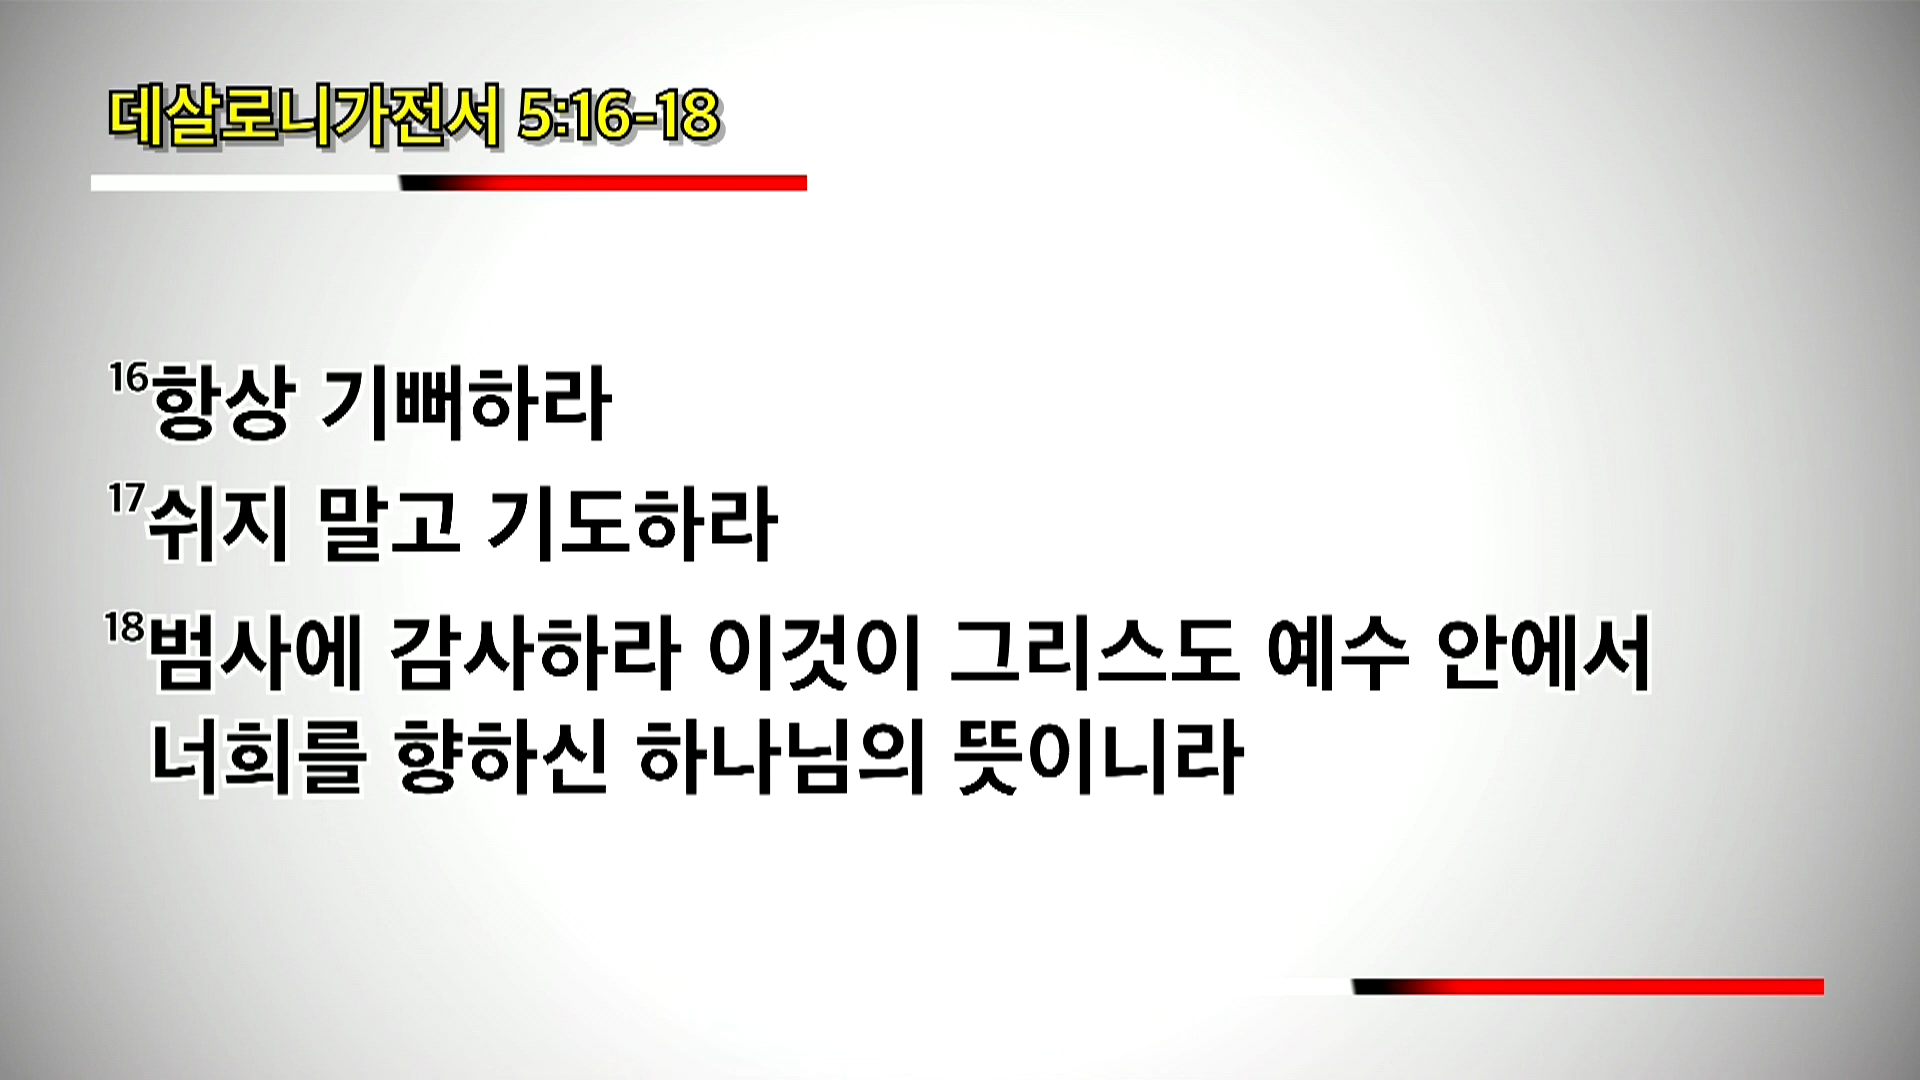 데살로니가전서 5:16-18
16항상 기뻐하라
17쉬지 말고 기도하라
18범사에 감사하라 이것이 그리스도 예수 안에서
너희를 향하신 하나님의 뜻이니라